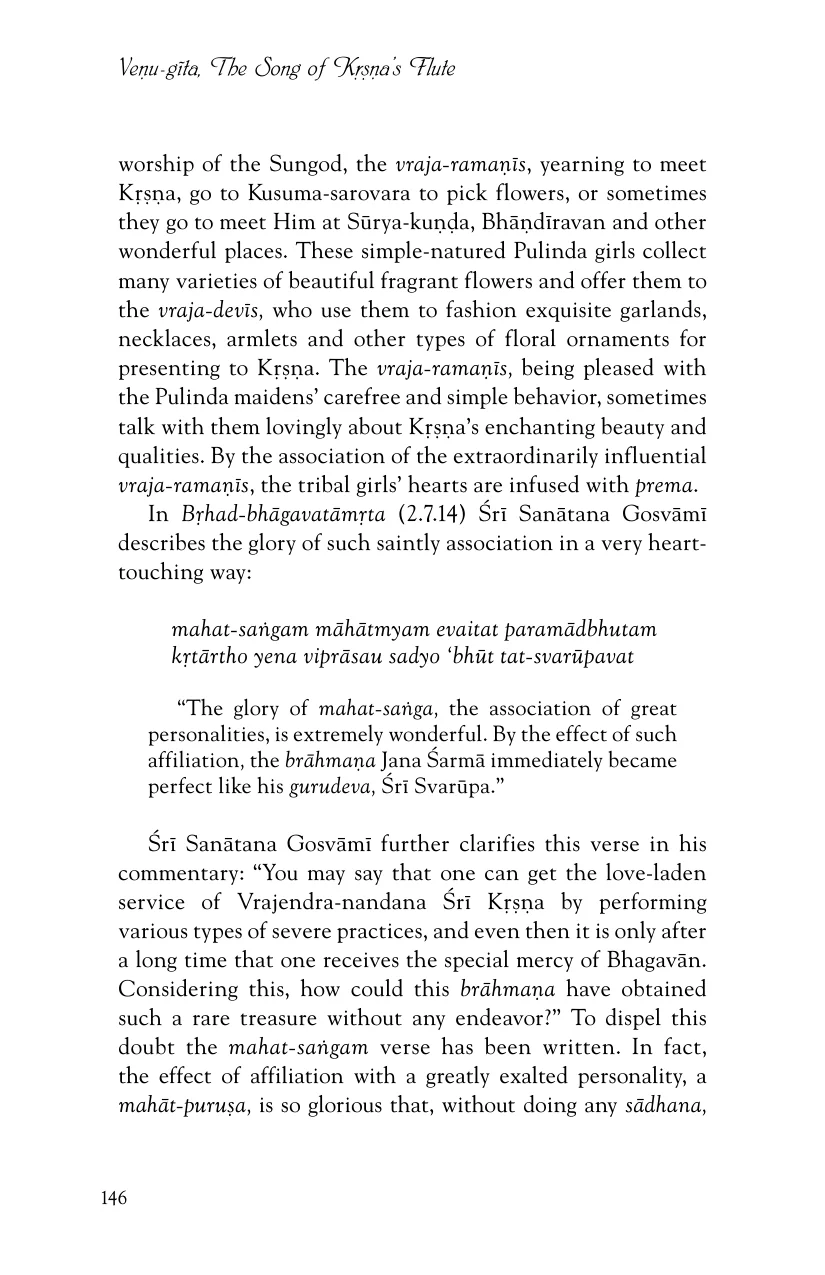 Veṇu-gīta, The Song of Kṛṣṇa’s Flute
worship of the Sungod, the vraja-ramaṇīs, yearning to meet
Kṛṣṇa, go to Kusuma-sarovara to pick flowers, or sometimes
they go to meet Him at Sūrya-kuṇḍa, Bhāṇdīravan and other
wonderful places. These simple-natured Pulinda girls collect
many varieties of beautiful fragrant flowers and offer them to
the vraja-devīs, who use them to fashion exquisite garlands,
necklaces, armlets and other types of floral ornaments for
presenting to Kṛṣṇa. The vraja-ramaṇīs, being pleased with
the Pulinda maidens’ carefree and simple behavior, sometimes
talk with them lovingly about Kṛṣṇa’s enchanting beauty and
qualities. By the association of the extraordinarily influential
vraja-ramaṇīs, the tribal girls’ hearts are infused with prema.
In Bṛhad-bhāgavatāmṛta (2.7.14) Śrī Sanātana Gosvāmī
describes the glory of such saintly association in a very heart-
touching way:
mahat-saṅgam māhātmyam evaitat paramādbhutam
kṛtārtho yena viprāsau sadyo ‘bhūt tat-svarūpavat
“The glory of mahat-saṅga, the association of great
personalities, is extremely wonderful. By the effect of such
affiliation, the brāhmaṇa Jana Śarmā immediately became
perfect like his gurudeva, Śrī Svarūpa.”
Śrī Sanātana Gosvāmī further clarifies this verse in his
commentary: “You may say that one can get the love-laden
service of Vrajendra-nandana Śrī Kṛṣṇa by performing
various types of severe practices, and even then it is only after
a long time that one receives the special mercy of Bhagavān.
Considering this, how could this brāhmaṇa have obtained
such a rare treasure without any endeavor?” To dispel this
doubt the mahat-saṅgam verse has been written. In fact,
the effect of affiliation with a greatly exalted personality, a
mahāt-puruṣa, is so glorious that, without doing any sādhana,
146